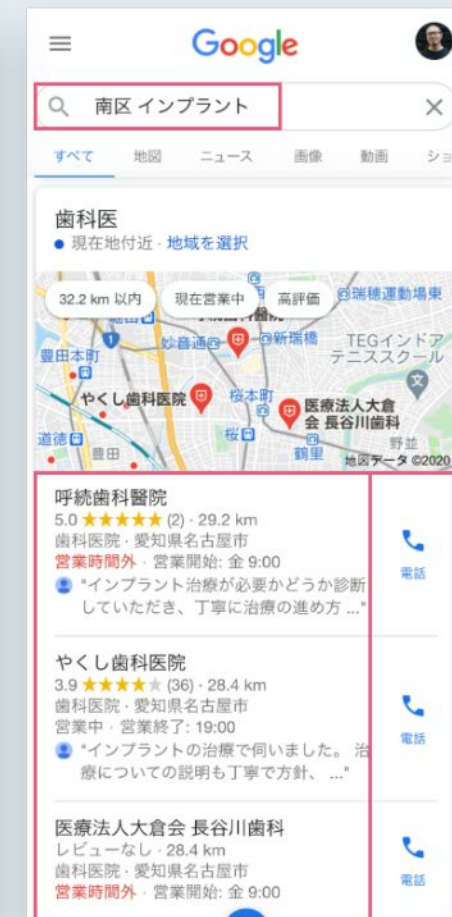 Google
南区 インプラント
すべて 地図 ニュース 画像 動画 ショ
歯科医
現在地付近 · 地域を選択
32.2 km 以内 現在営業中 高評価 瑞穂運動場東
妙音通 新瑞橋 TEGインドア
テニススクール
豊田本町
やくし歯科医院 桜本町 医療法人大倉
会 長谷川歯科
道徳 桜 鶴里 野並
豊田 地図データ ©2020
呼続歯科醫院
5.0 ★★★★★ (2) · 29.2 km
歯科医院 · 愛知県名古屋市
営業時間外 · 営業開始: 金 9:00
"インプラント治療が必要かどうか診断
していただき、丁寧に治療の進め方 ..."
電話
やくし歯科医院
3.9 ★★★★★ (36) · 28.4 km
歯科医院 · 愛知県名古屋市
営業中 · 営業終了: 19:00
"インプラントの治療で伺いました。 治
療についての説明も丁寧で方針、 ..."
電話
医療法人大倉会 長谷川歯科
レビューなし · 28.4 km
歯科医院 · 愛知県名古屋市
営業時間外 · 営業開始: 金 9:00
電話